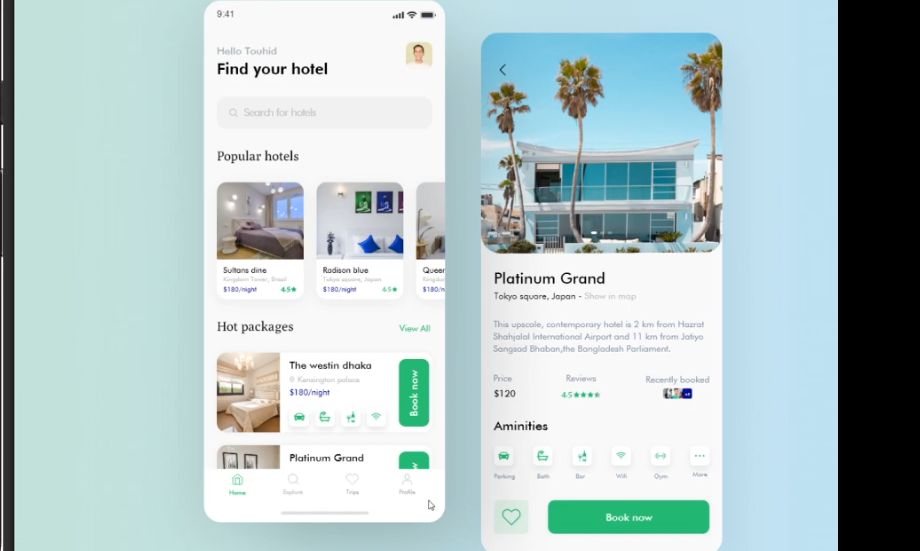 9:41
Hello Touhid
Find your hotel
Search for hotels
Popular hotels
Sultans dine
Kingdom Tower, Brasil
$180/night
4.5★
Radison blue
Tokyo square, Japan
$180/night
4.5★
Queen
Kingdom
$180/n
Hot packages
View All
The westin dhaka
Kensington palace
$180/night
Book now
Platinum Grand
Home
Explore
Trips
Profile
Platinum Grand
Tokyo square, Japan - Show in map
This upscale, contemporary hotel is 2 km from Hazrat
Shahjalal International Airport and 11 km from Jatiyo
Sangsad Bhaban,the Bangladesh Parliament.
Price
Reviews
Recently booked
$120
4.5
Aminities
Parking
Bath
Bar
Wifi
Gym
More
Book now